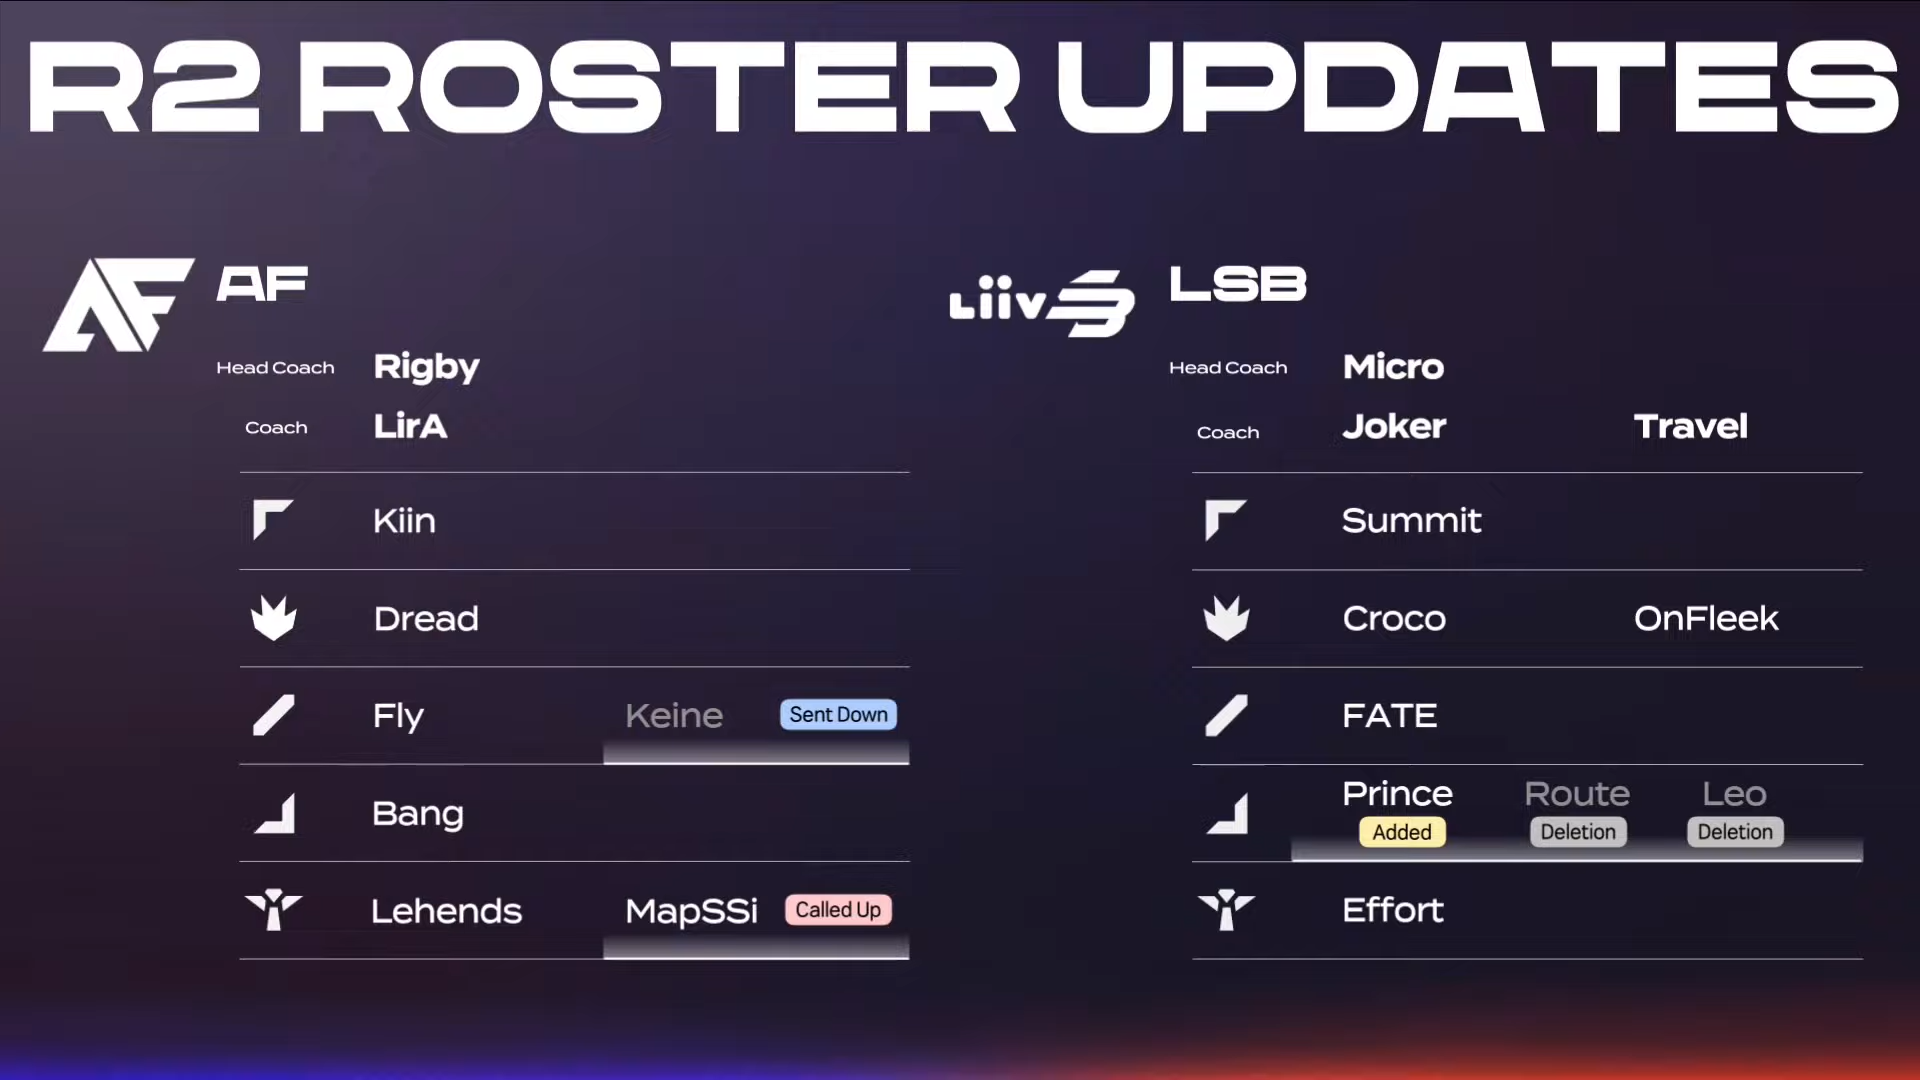 R2 ROSTER UPDATES
AF
AF
Head Coach Rigby
Coach LirA
Kiin
Dread
Fly Keine Sent Down
Bang
Lehends MapSSi Called Up
Liiv SB
LSB
Head Coach Micro
Coach Joker Travel
Summit
Croco OnFleek
FATE
Prince Route Leo
Added Deletion Deletion
Effort